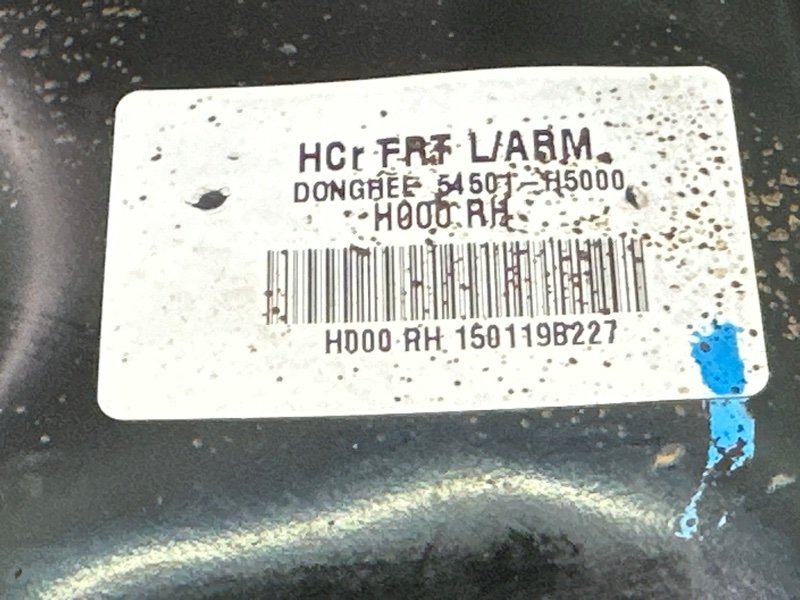 HCr FRT L/ARM
DONGHEE 54501-H5000
H000 RH
H000 RH 150119B227